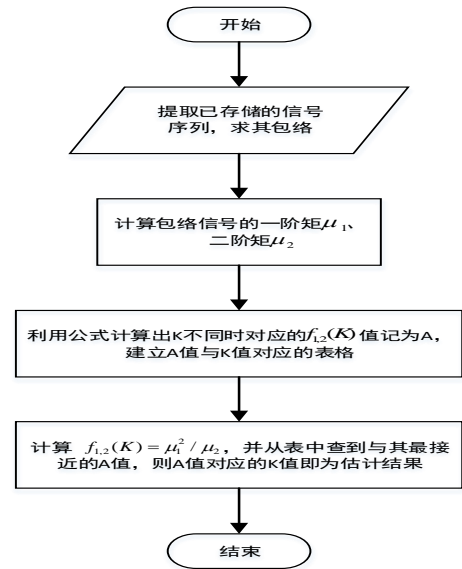 开始
提取已存储的信号
序列，求其包络
计算包络信号的一阶矩μ₁、
二阶矩μ₂
利用公式计算出K不同时对应的f₁,₂(K)值记为A，
建立A值与K值对应的表格
计算 f₁,₂(K) = μ₁² / μ₂，并从表中查到与其最接
近的A值，则A值对应的K值即为估计结果
结束